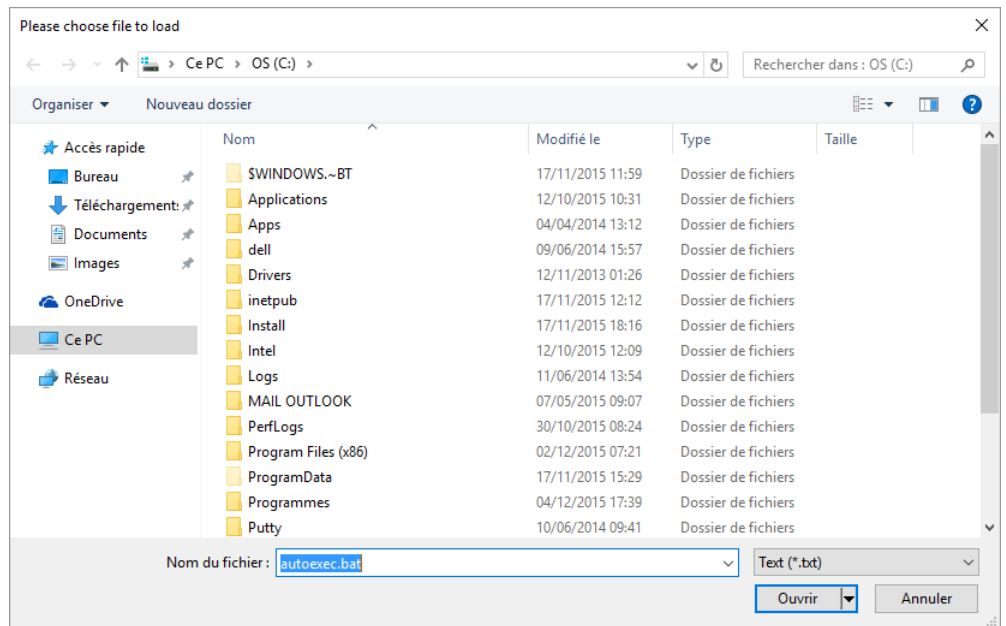 Please choose file to load
Ce PC > OS (C:) > Rechercher dans : OS (C:)
Organiser Nouveau dossier
Nom Modifié le Type Taille
Accès rapide
Bureau
Téléchargements
Documents
Images
OneDrive
Ce PC
Réseau
$WINDOWS.~BT 17/11/2015 11:59 Dossier de fichiers
Applications 12/10/2015 10:31 Dossier de fichiers
Apps 04/04/2014 13:12 Dossier de fichiers
dell 09/06/2014 15:57 Dossier de fichiers
Drivers 12/11/2013 01:26 Dossier de fichiers
inetpub 17/11/2015 12:12 Dossier de fichiers
Install 17/11/2015 18:16 Dossier de fichiers
Intel 12/10/2015 12:09 Dossier de fichiers
Logs 11/06/2014 13:54 Dossier de fichiers
MAIL OUTLOOK 07/05/2015 09:07 Dossier de fichiers
PerfLogs 30/10/2015 08:24 Dossier de fichiers
Program Files (x86) 02/12/2015 07:21 Dossier de fichiers
ProgramData 17/11/2015 15:29 Dossier de fichiers
Programmes 04/12/2015 17:39 Dossier de fichiers
Putty 10/06/2014 09:41 Dossier de fichiers
Nom du fichier : autoexec.bat Text (*.txt)
Ouvrir Annuler